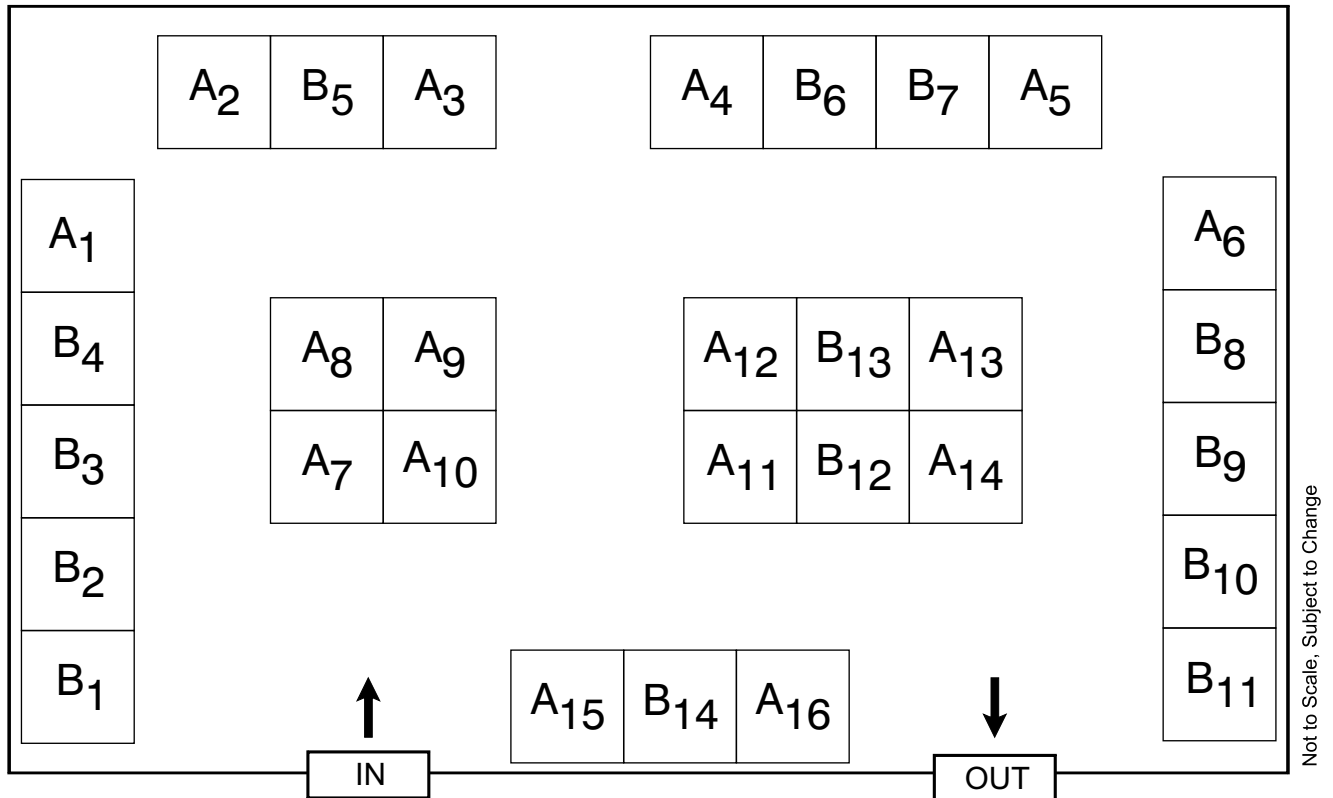 A2 B5 A3
A4 B6 B7 A5
A1
B4
B3
B2
B1
A8 A9
A7 A10
A12 B13 A13
A11 B12 A14
A6
B8
B9
B10
B11
A15 B14 A16
IN
OUT
Not to Scale, Subject to Change